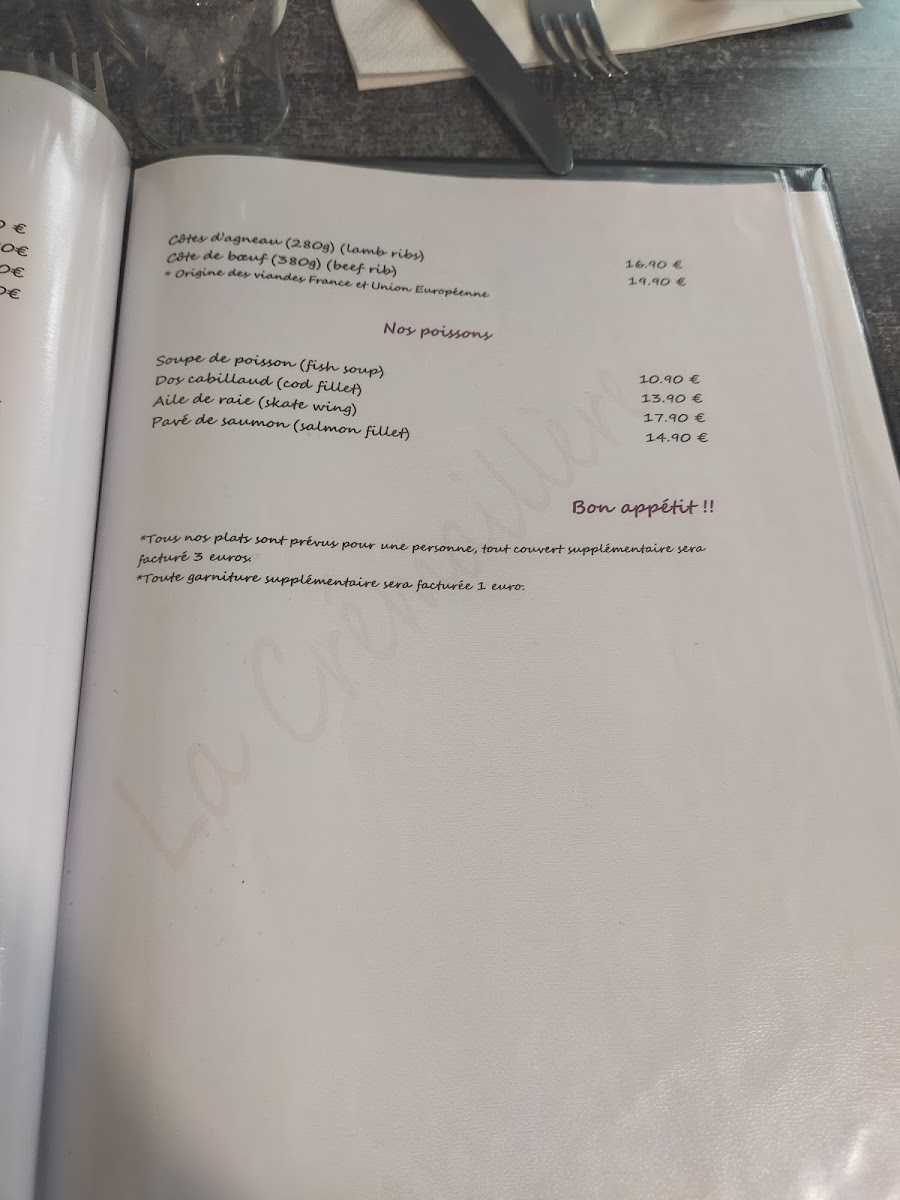 Côtes d'agneau (280g) (lamb ribs) 16.90 €
Côte de bœuf (380g) (beef rib) 19.90 €
* Origine des viandes France et Union Européenne
Nos poissons
Soupe de poisson (fish soup) 10.90 €
Dos cabillaud (cod fillet) 13.90 €
Aile de raie (skate wing) 17.90 €
Pavé de saumon (salmon fillet) 14.90 €
Bon appétit !!
*Tous nos plats sont prévus pour une personne, tout couvert supplémentaire sera
facturé 3 euros.
*Toute garniture supplémentaire sera facturée 1 euro.
La Crémaillère